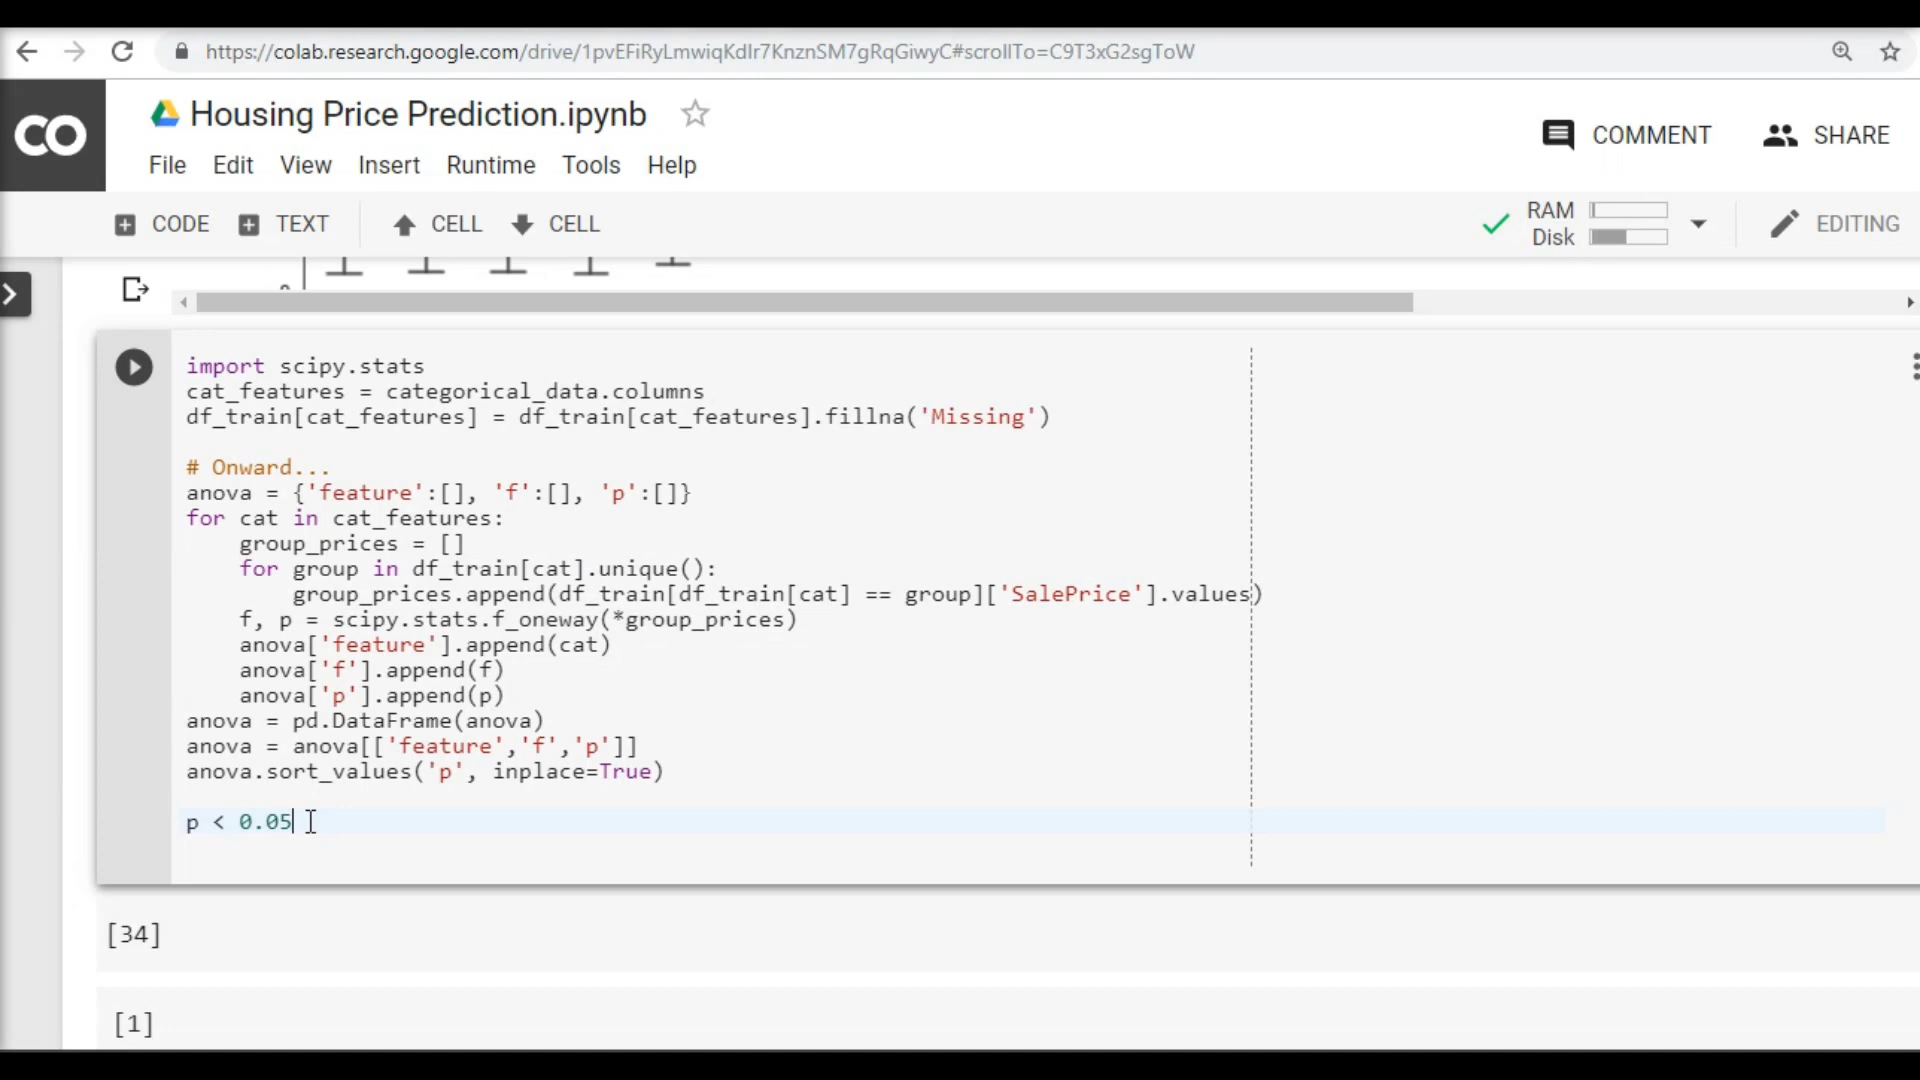 https://colab.research.google.com/drive/1pvEFiRyLmwiqKdIr7KnznSM7gRqGiwyC#scrollTo=C9T3xG2sgToW
CO
Housing Price Prediction.ipynb
COMMENT SHARE
File Edit View Insert Runtime Tools Help
CODE TEXT CELL CELL
RAM
Disk
EDITING
import scipy.stats
cat_features = categorical_data.columns
df_train[cat_features] = df_train[cat_features].fillna('Missing')
# Onward...
anova = {'feature':[], 'f':[], 'p':[]}
for cat in cat_features:
    group_prices = []
    for group in df_train[cat].unique():
        group_prices.append(df_train[df_train[cat] == group]['SalePrice'].values)
    f, p = scipy.stats.f_oneway(*group_prices)
    anova['feature'].append(cat)
    anova['f'].append(f)
    anova['p'].append(p)
anova = pd.DataFrame(anova)
anova = anova[['feature','f','p']]
anova.sort_values('p', inplace=True)
p < 0.05
[34]
[1]